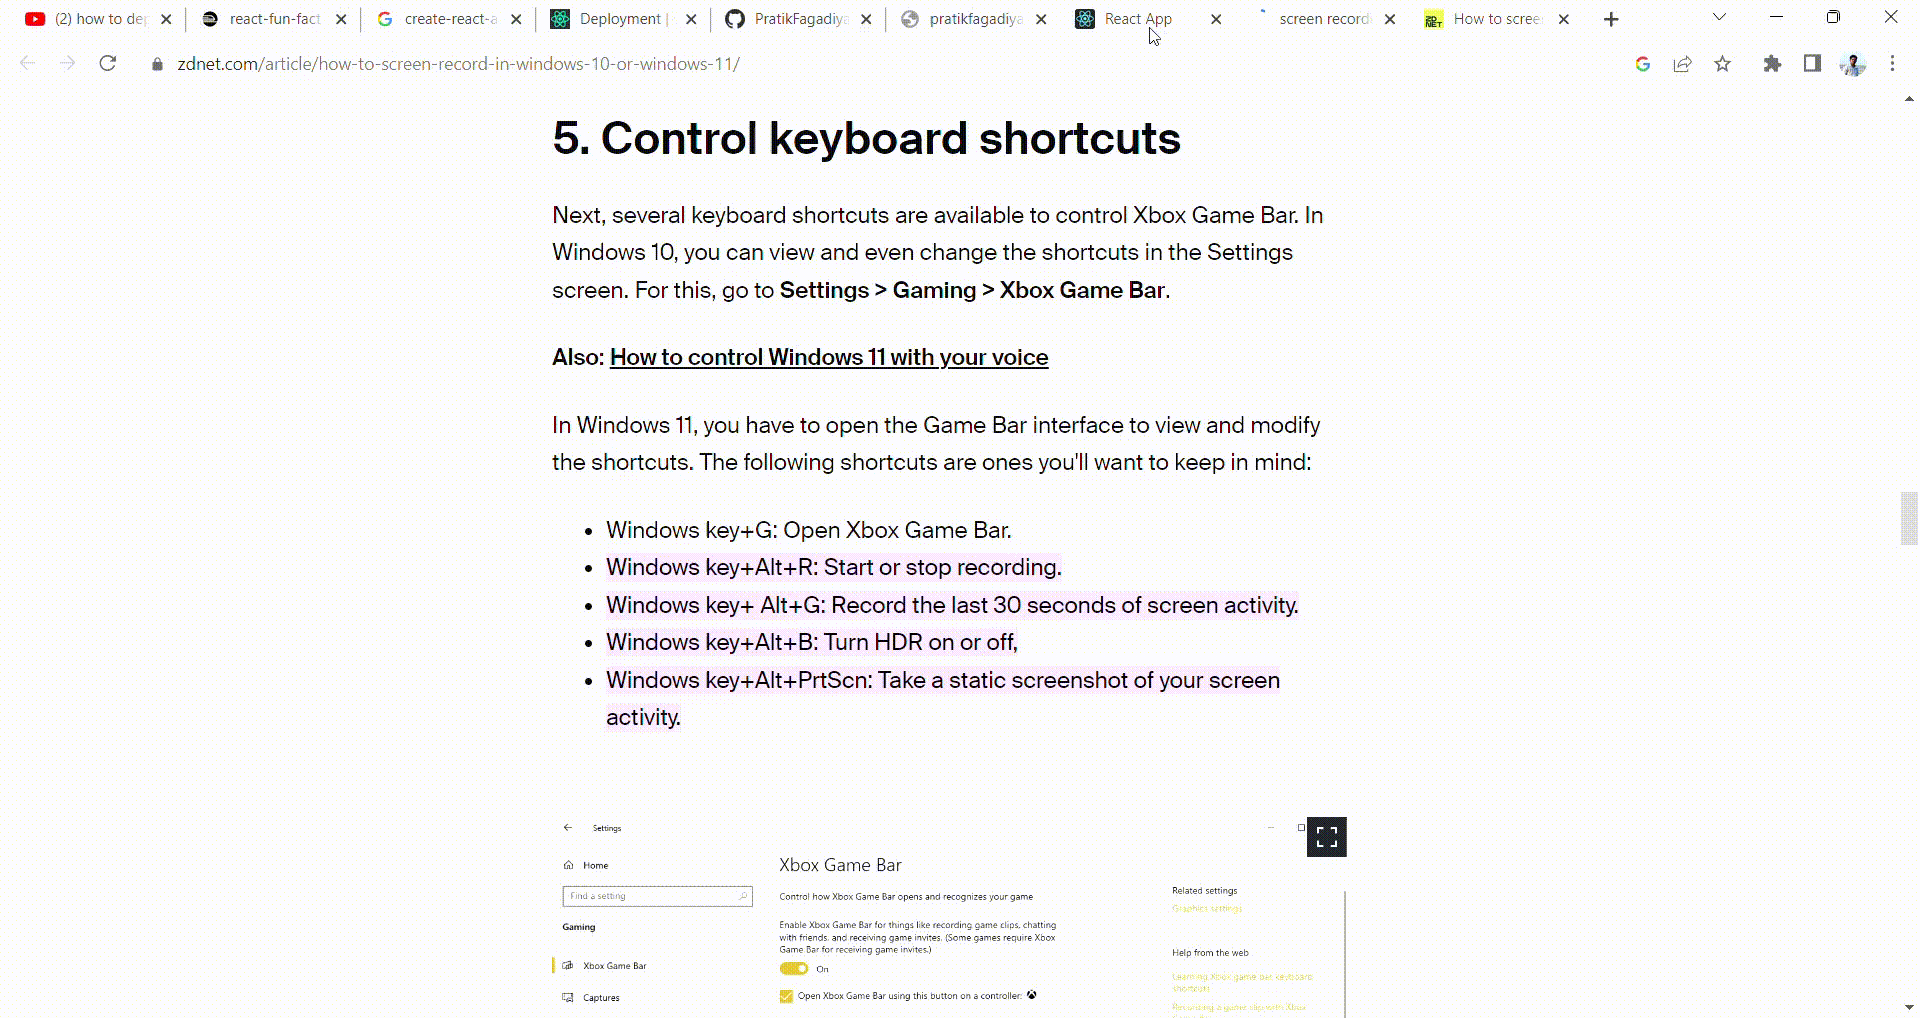 (2) how to dep
react-fun-fact
create-react-a
Deployment |
PratikFagadiya
pratikfagadiya
React App
screen record
How to scree
zdnet.com/article/how-to-screen-record-in-windows-10-or-windows-11/
5. Control keyboard shortcuts
Next, several keyboard shortcuts are available to control Xbox Game Bar. In
Windows 10, you can view and even change the shortcuts in the Settings
screen. For this, go to Settings > Gaming > Xbox Game Bar.
Also: How to control Windows 11 with your voice
In Windows 11, you have to open the Game Bar interface to view and modify
the shortcuts. The following shortcuts are ones you'll want to keep in mind:
• Windows key+G: Open Xbox Game Bar.
• Windows key+Alt+R: Start or stop recording.
• Windows key+ Alt+G: Record the last 30 seconds of screen activity.
• Windows key+Alt+B: Turn HDR on or off,
• Windows key+Alt+PrtScn: Take a static screenshot of your screen
activity.
Settings
Home
Find a setting
Gaming
Xbox Game Bar
Captures
Xbox Game Bar
Control how Xbox Game Bar opens and recognizes your game
Enable Xbox Game Bar for things like recording game clips, chatting
with friends, and receiving game invites. (Some games require Xbox
Game Bar for receiving game invites.)
On
Open Xbox Game Bar using this button on a controller:
Related settings
Graphics settings
Help from the web
Learning Xbox game bar keyboard
shortcuts
Recording a game clip with Xbox